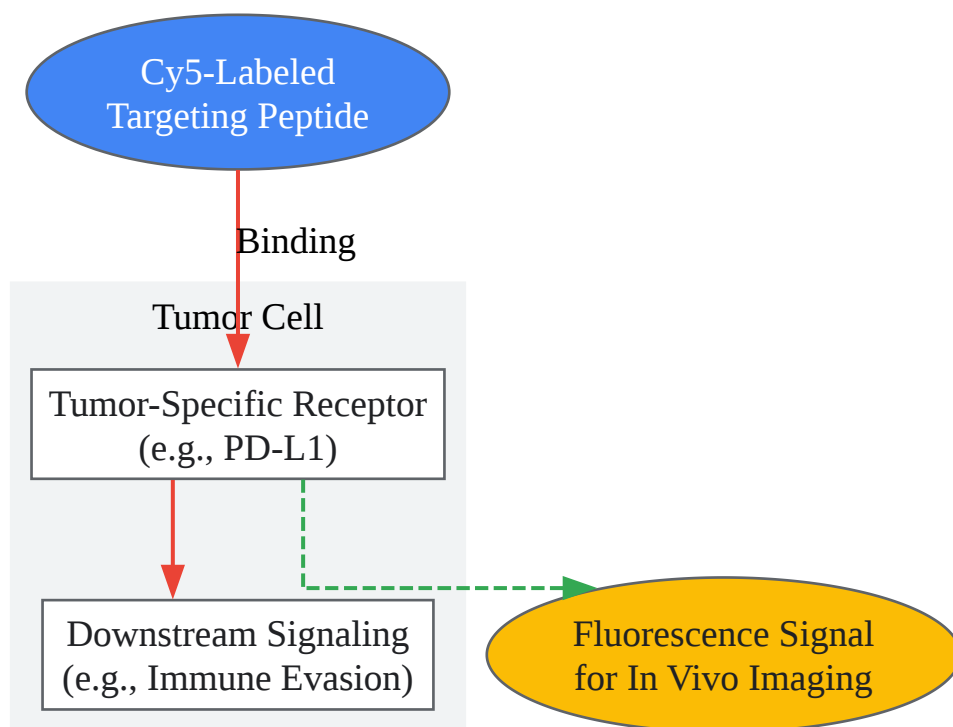 Cy5-Labeled
Targeting Peptide
Binding
Tumor Cell
Tumor-Specific Receptor
(e.g., PD-L1)
Downstream Signaling
(e.g., Immune Evasion)
Fluorescence Signal
for In Vivo Imaging